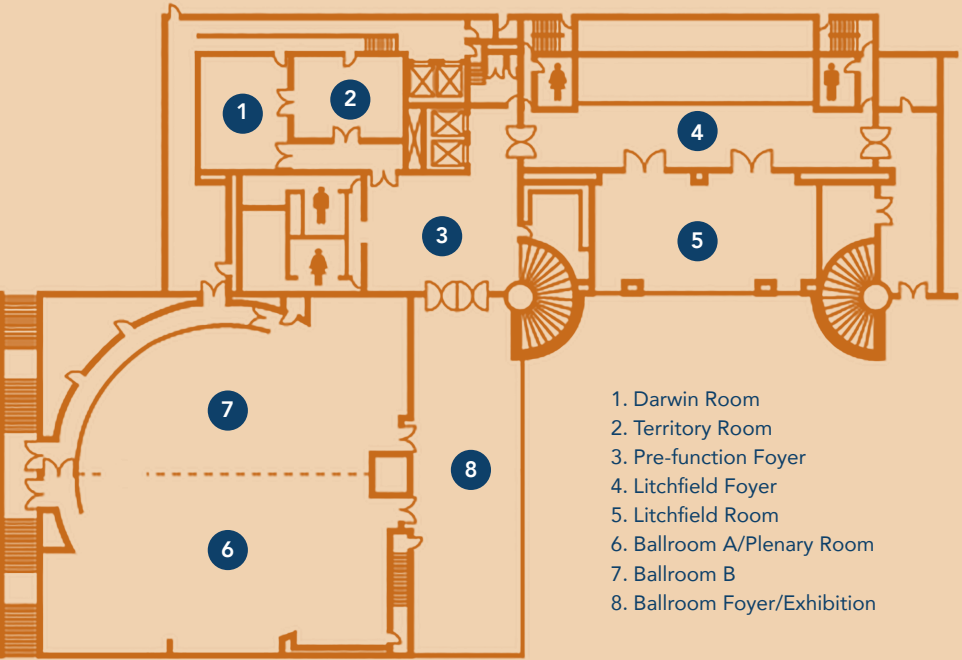 1
2
3
4
5
6
7
8
1. Darwin Room
2. Territory Room
3. Pre-function Foyer
4. Litchfield Foyer
5. Litchfield Room
6. Ballroom A/Plenary Room
7. Ballroom B
8. Ballroom Foyer/Exhibition